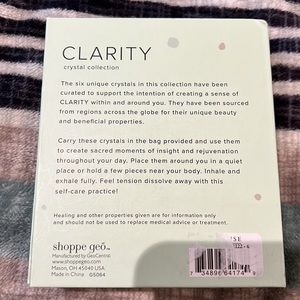 CLARITY
crystal collection
The six unique crystals in this collection have been
curated to support the intention of creating a sense of
CLARITY within and around you. They have been sourced
from regions across the globe for their unique beauty
and beneficial properties.
Carry these crystals in the bag provided and use them
to create sacred moments of insight and rejuvenation
throughout your day. Place them around you in a quiet
place or hold a few pieces near your body. Inhale and
exhale fully. Feel tension dissolve away with this
self-care practice!
Healing and other properties given are for information only
and should not be used to replace medical advice or treatment.
shoppe geō™
Manufactured by GeoCentral
www.shoppegeo.com
Mason, OH 45040 USA
Made in China G5064
7 34896 64174 9